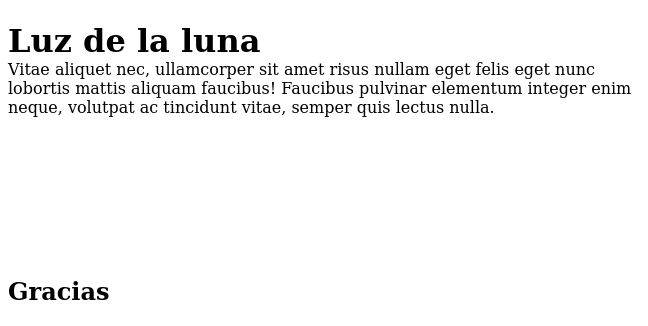 Luz de la luna
Vitae aliquet nec, ullamcorper sit amet risus nullam eget felis eget nunc
lobortis mattis aliquam faucibus! Faucibus pulvinar elementum integer enim
neque, volutpat ac tincidunt vitae, semper quis lectus nulla.
Gracias